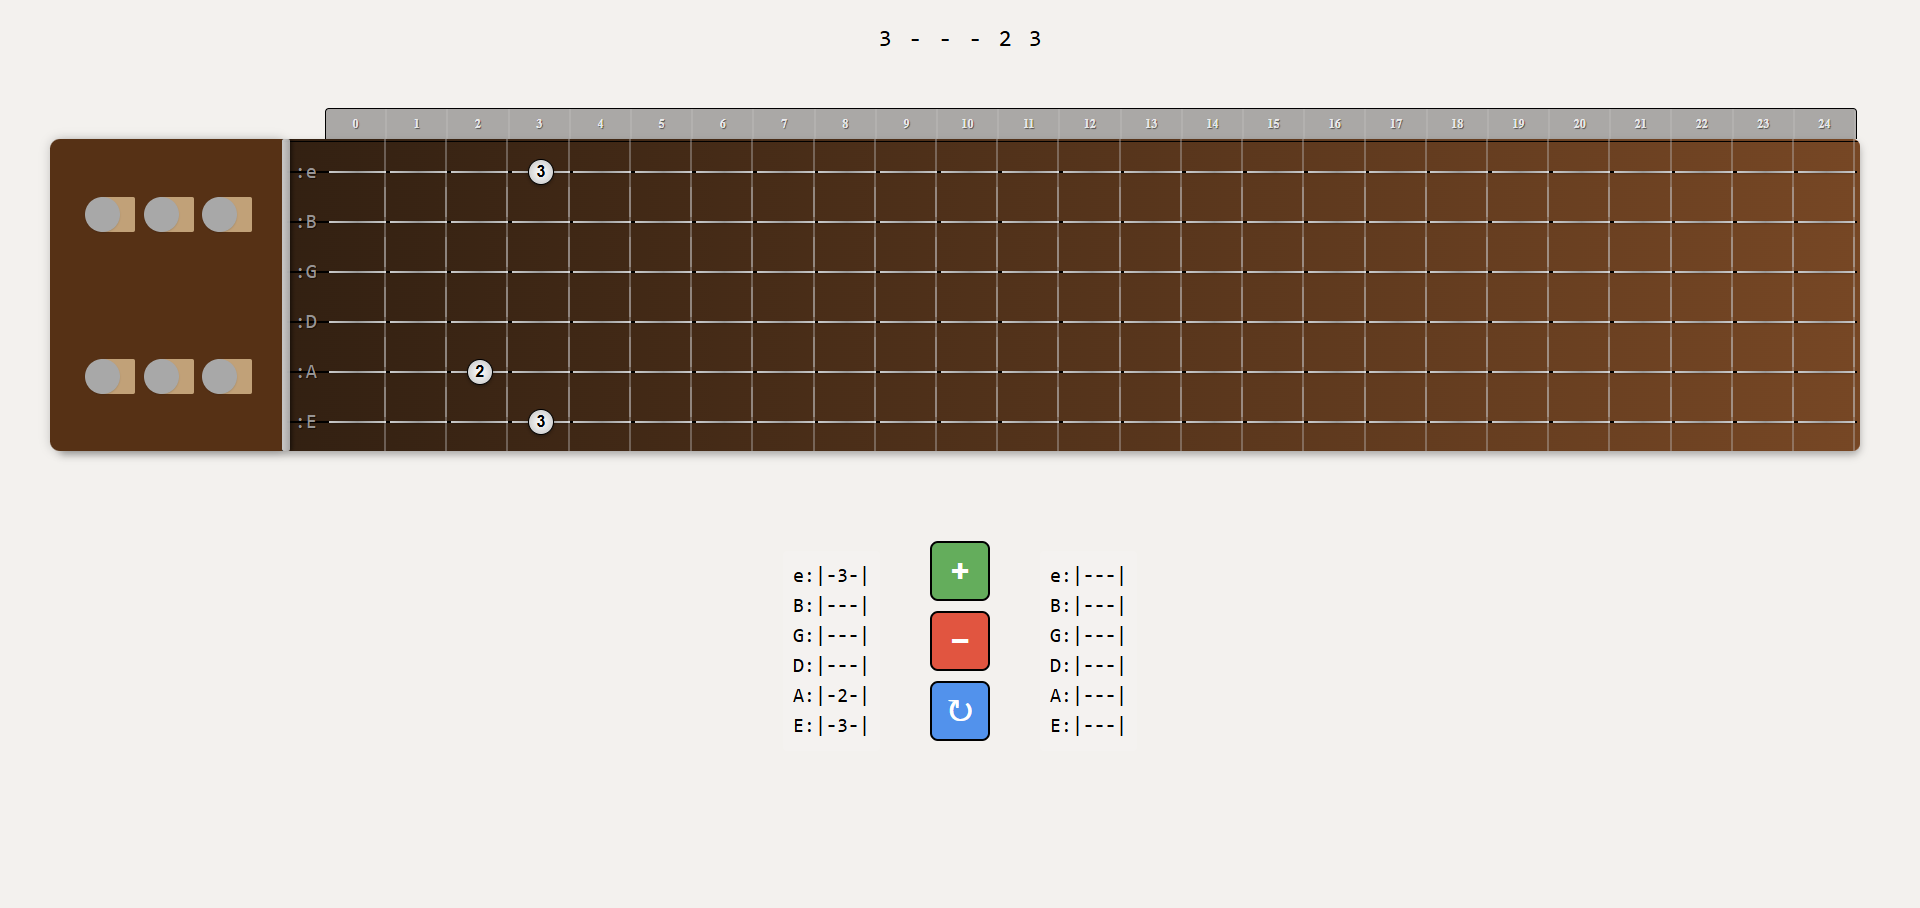 3 - - - 2 3
0 1 2 3 4 5 6 7 8 9 10 11 12 13 14 15 16 17 18 19 20 21 22 23 24
:e 3
:B
:G
:D
:A 2
:E 3
e:|-3-| + e:|---|
B:|---| B:|---|
G:|---| − G:|---|
D:|---| D:|---|
A:|-2-| ↻ A:|---|
E:|-3-| E:|---|